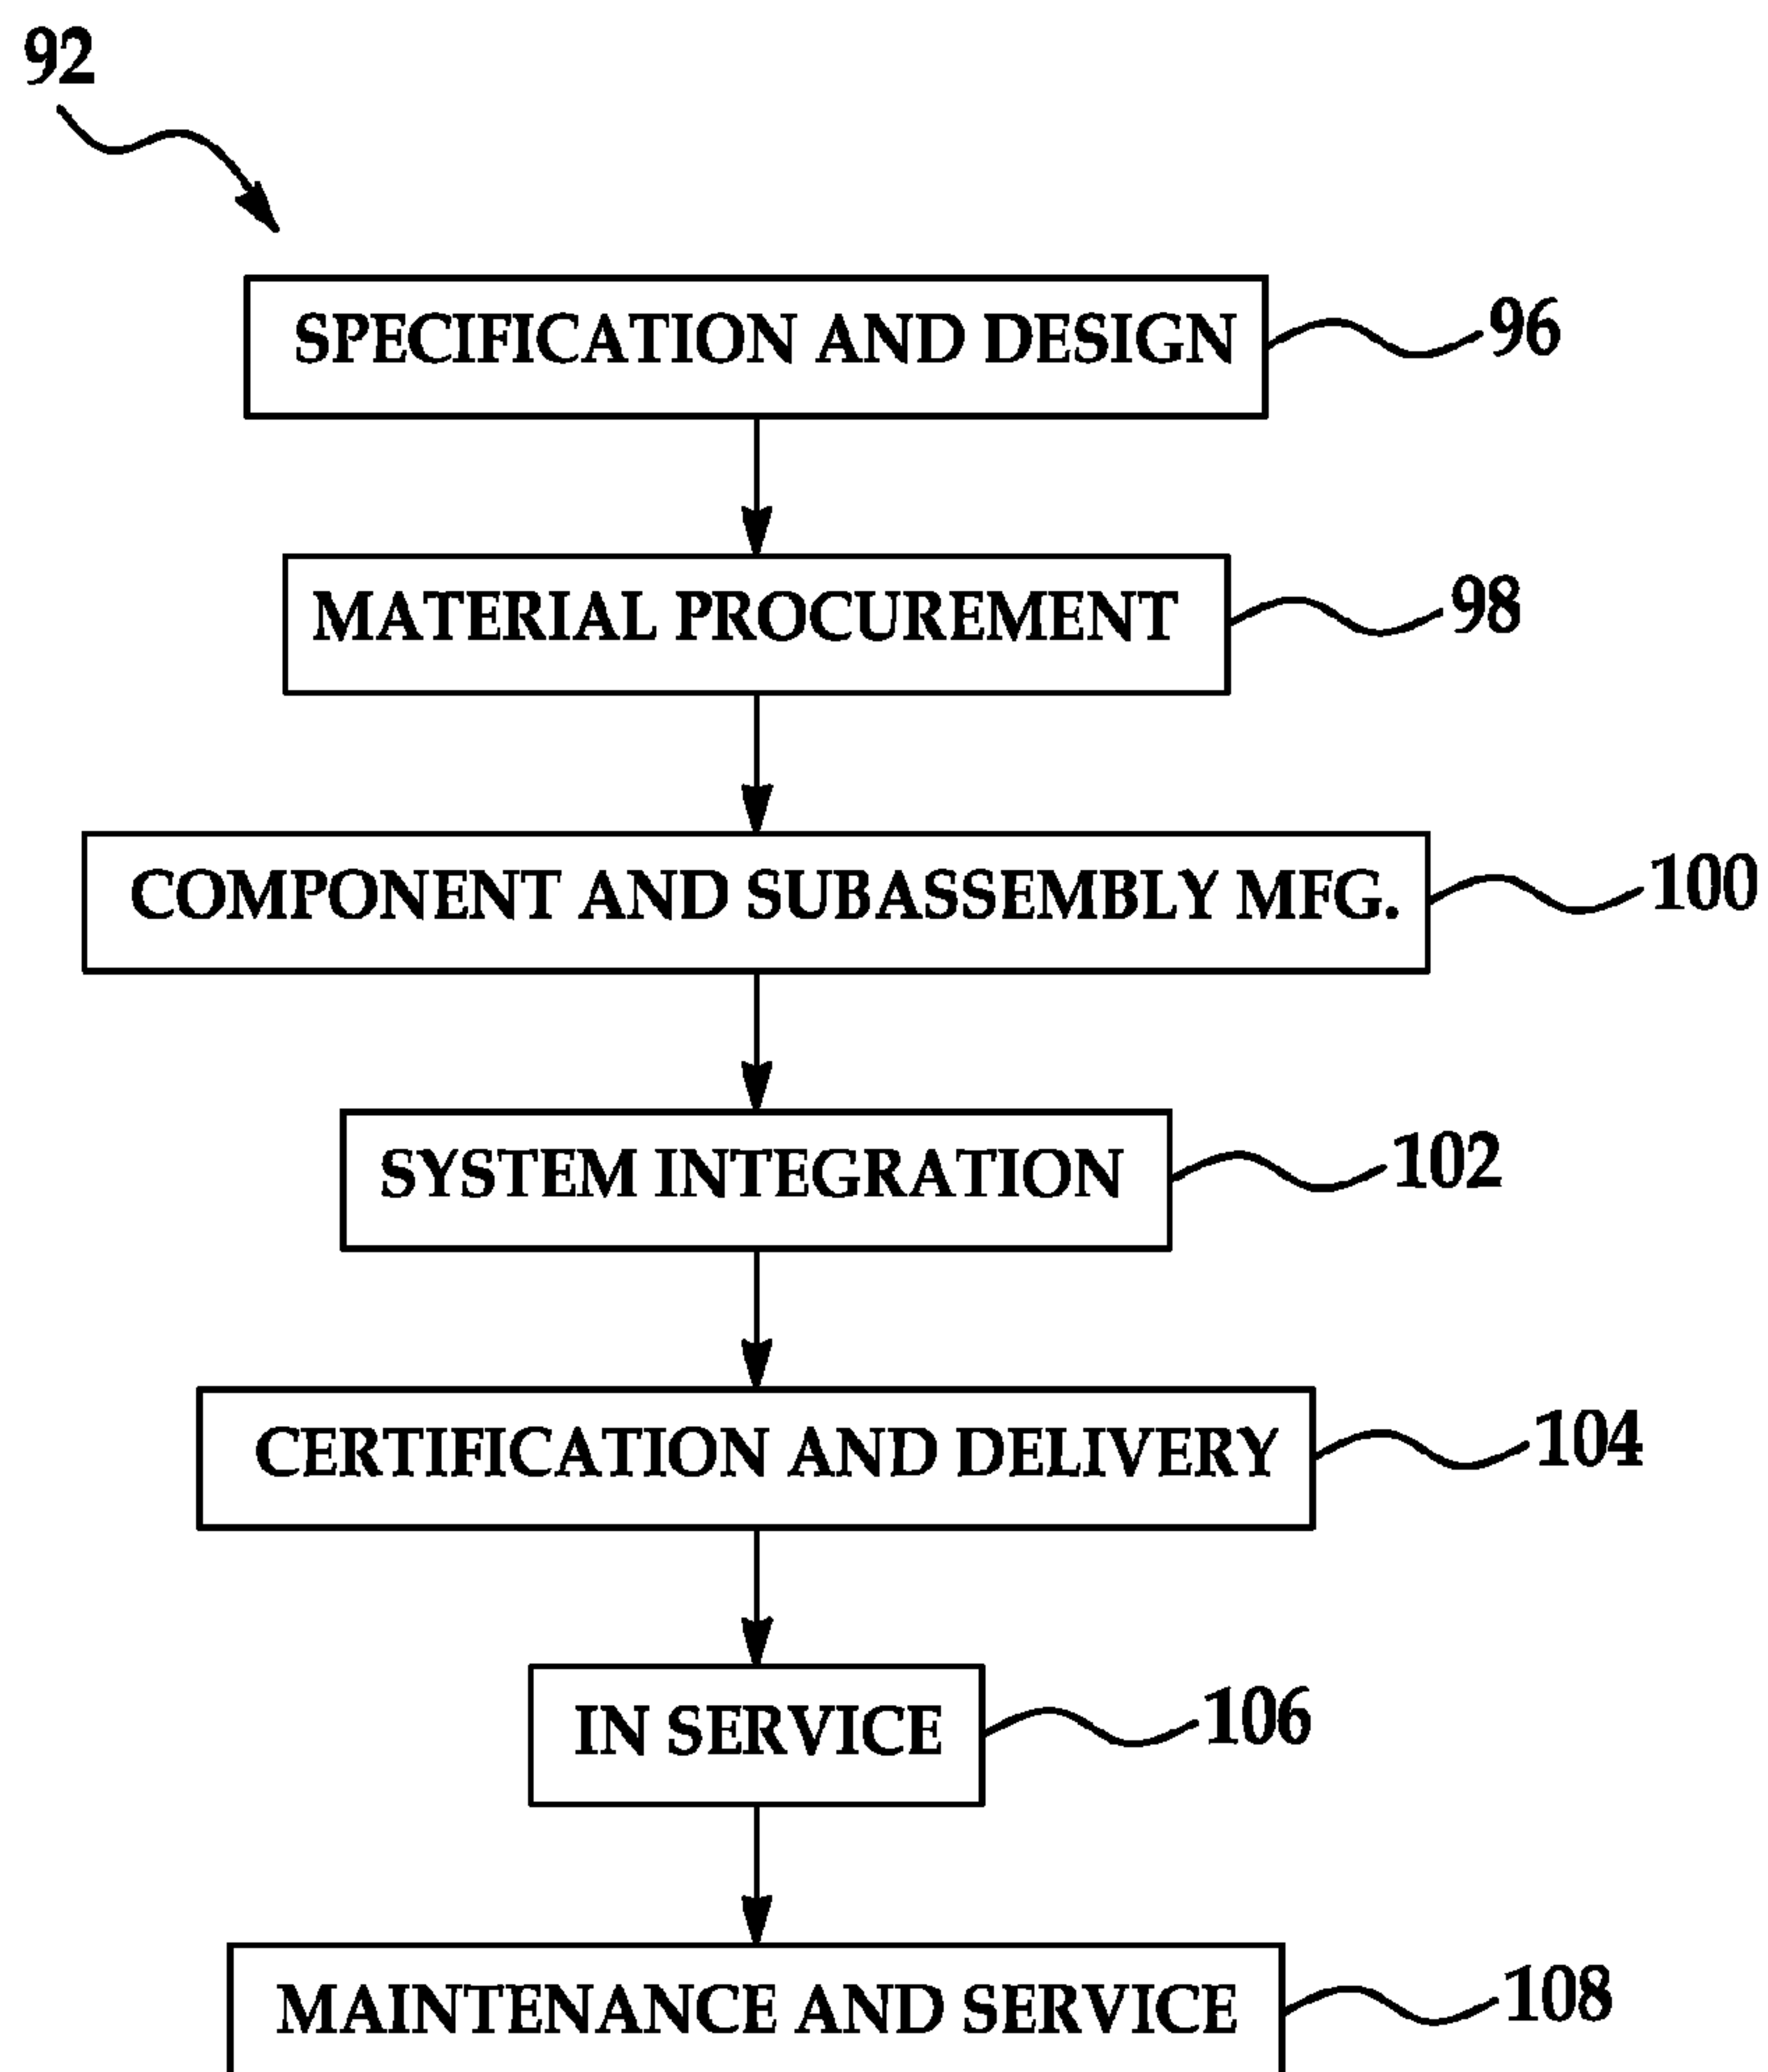 92
SPECIFICATION AND DESIGN 96
MATERIAL PROCUREMENT 98
COMPONENT AND SUBASSEMBLY MFG. 100
SYSTEM INTEGRATION 102
CERTIFICATION AND DELIVERY 104
IN SERVICE 106
MAINTENANCE AND SERVICE 108